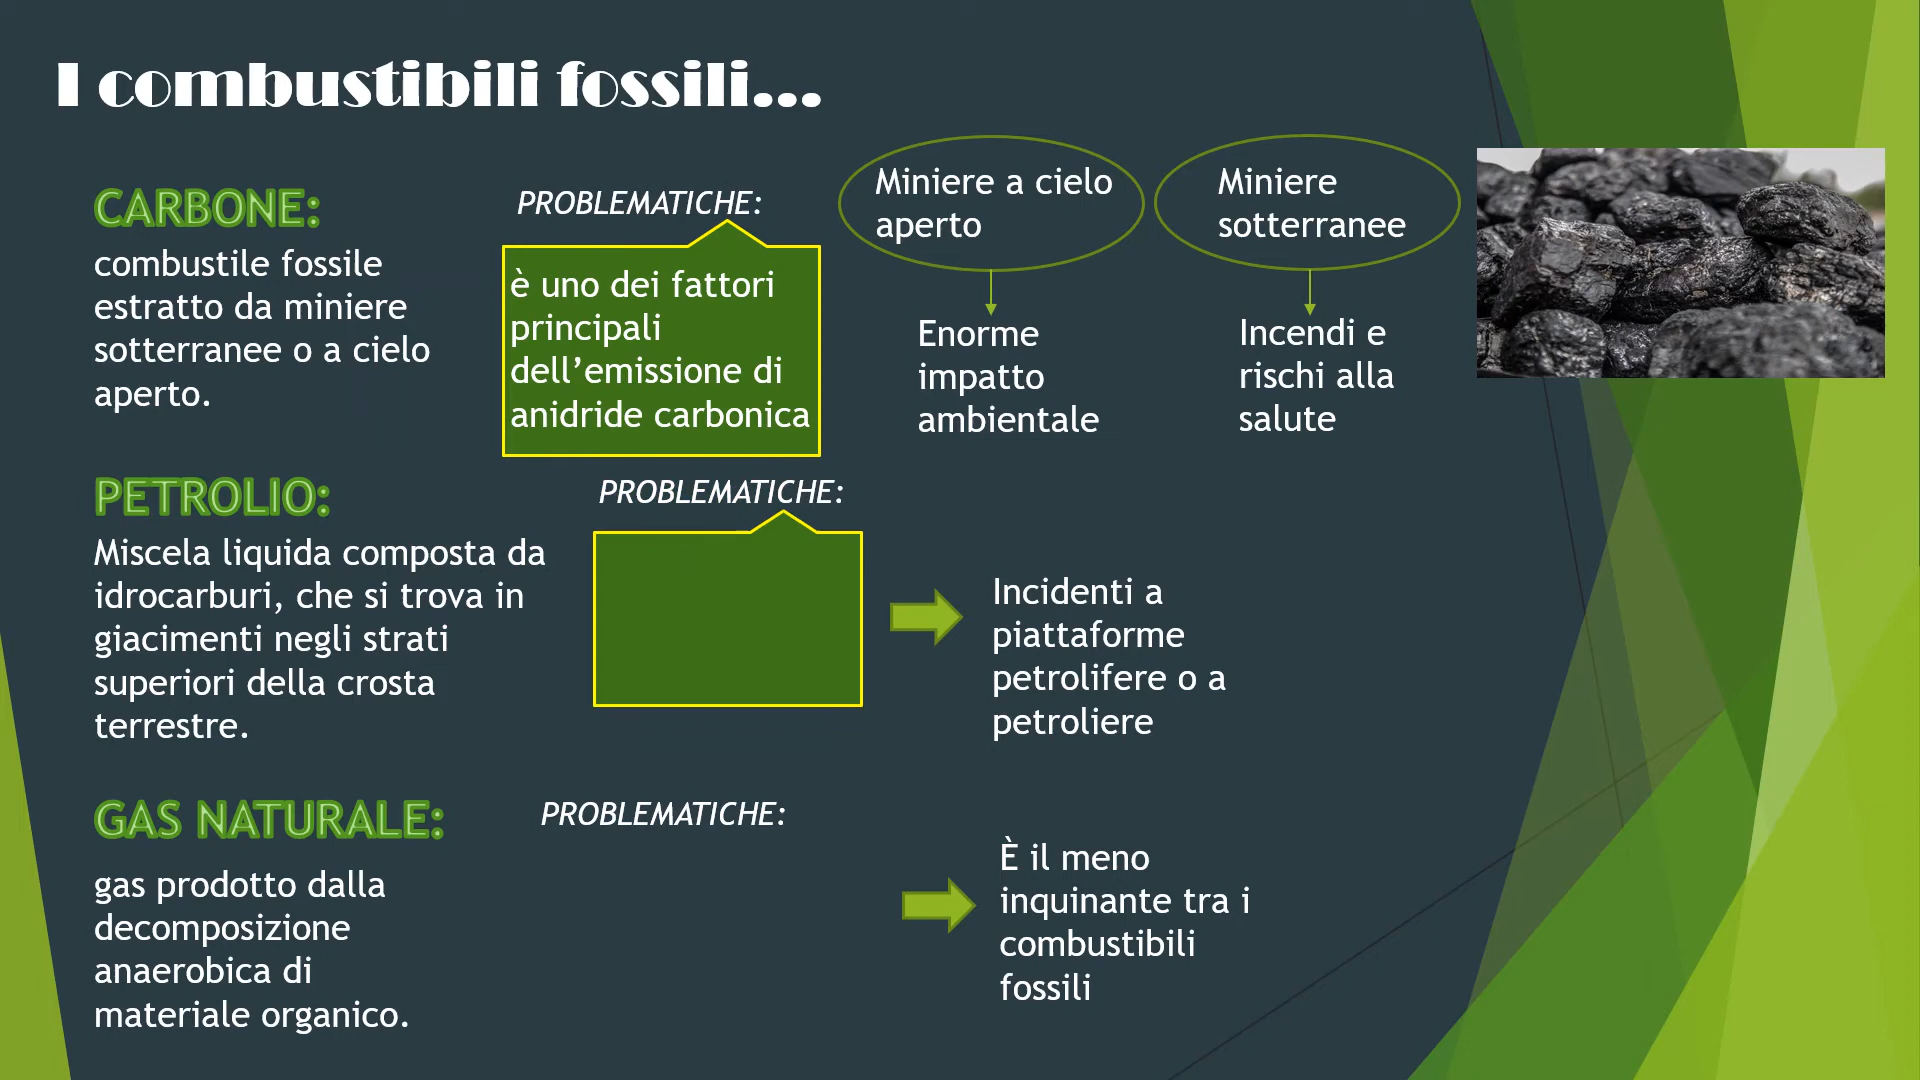 I combustibili fossili...
CARBONE:
combustile fossile
estratto da miniere
sotterranee o a cielo
aperto.
PROBLEMATICHE:
è uno dei fattori
principali
dell’emissione di
anidride carbonica
Miniere a cielo
aperto
Enorme
impatto
ambientale
Miniere
sotterranee
Incendi e
rischi alla
salute
PETROLIO:
Miscela liquida composta da
idrocarburi, che si trova in
giacimenti negli strati
superiori della crosta
terrestre.
PROBLEMATICHE:
Incidenti a
piattaforme
petrolifere o a
petroliere
GAS NATURALE:
gas prodotto dalla
decomposizione
anaerobica di
materiale organico.
PROBLEMATICHE:
È il meno
inquinante tra i
combustibili
fossili